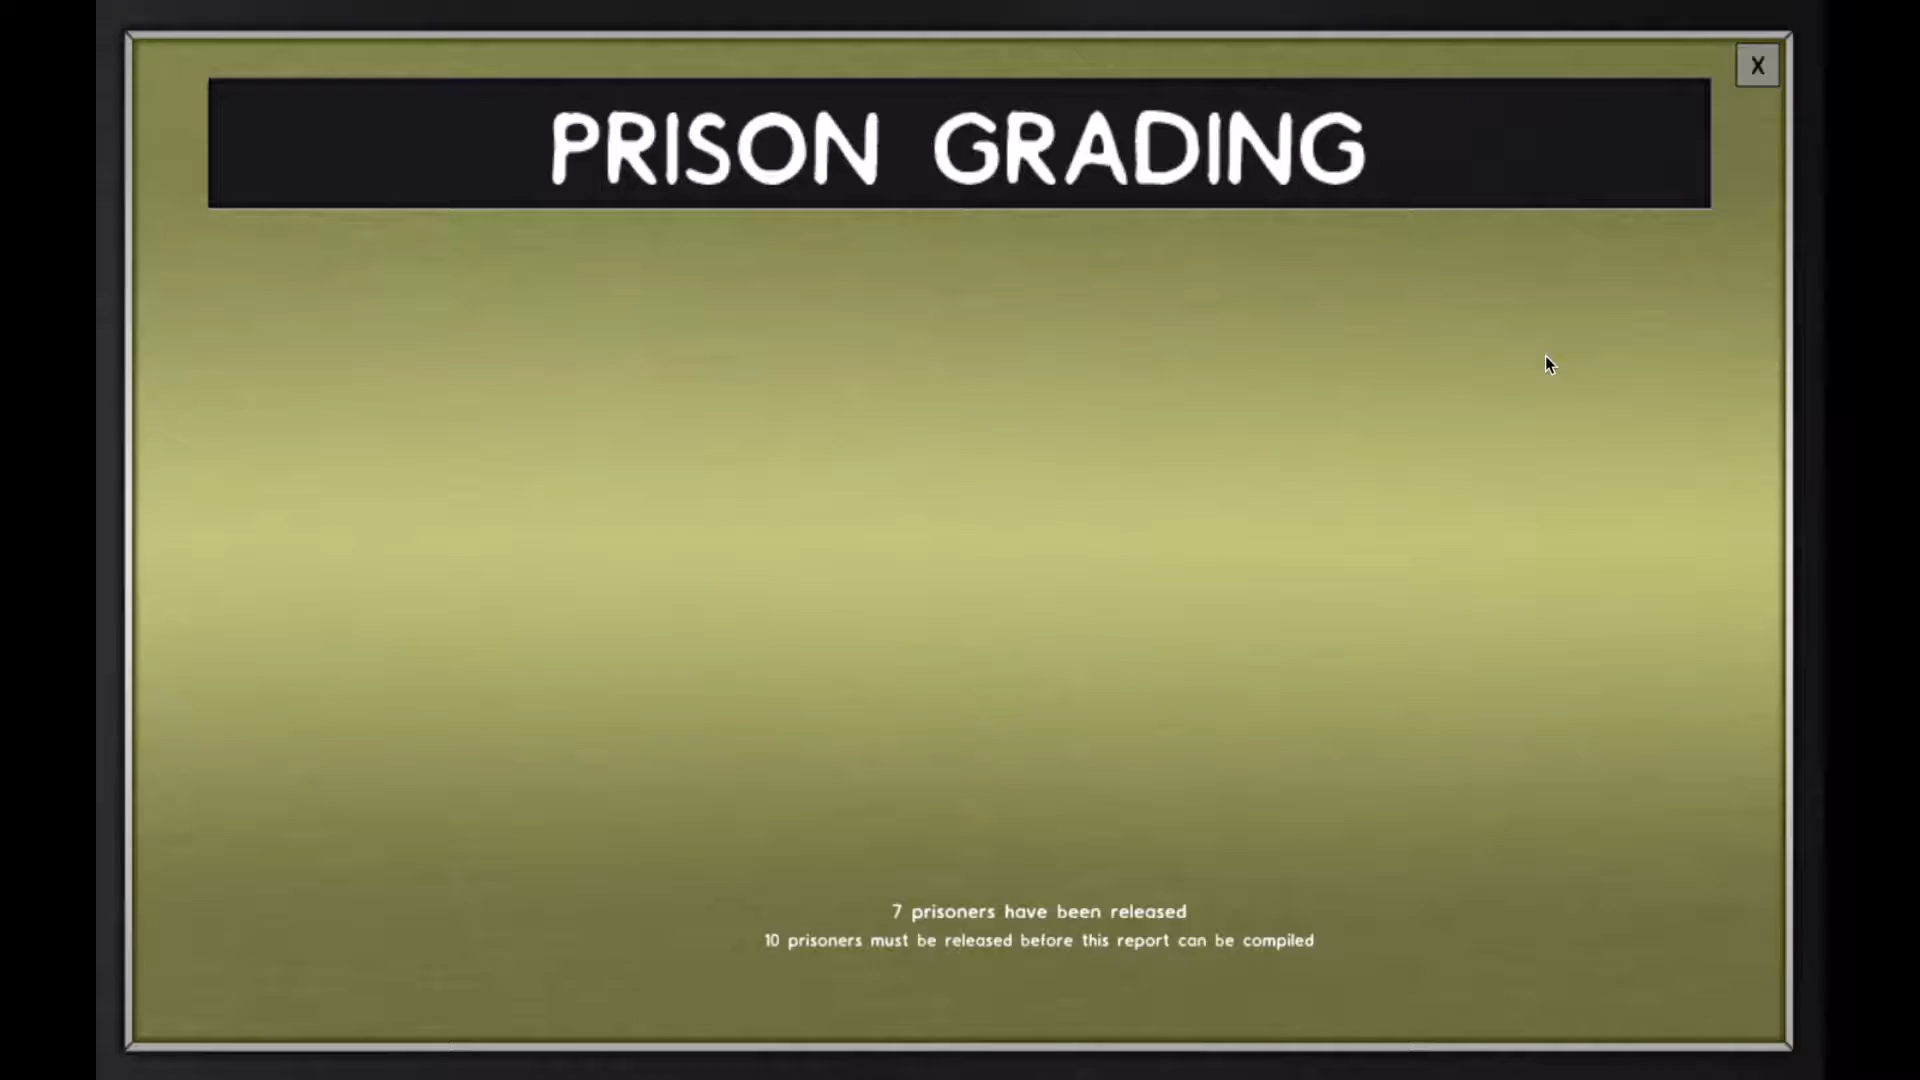 X
PRISON GRADING
7 prisoners have been released
10 prisoners must be released before this report can be compiled